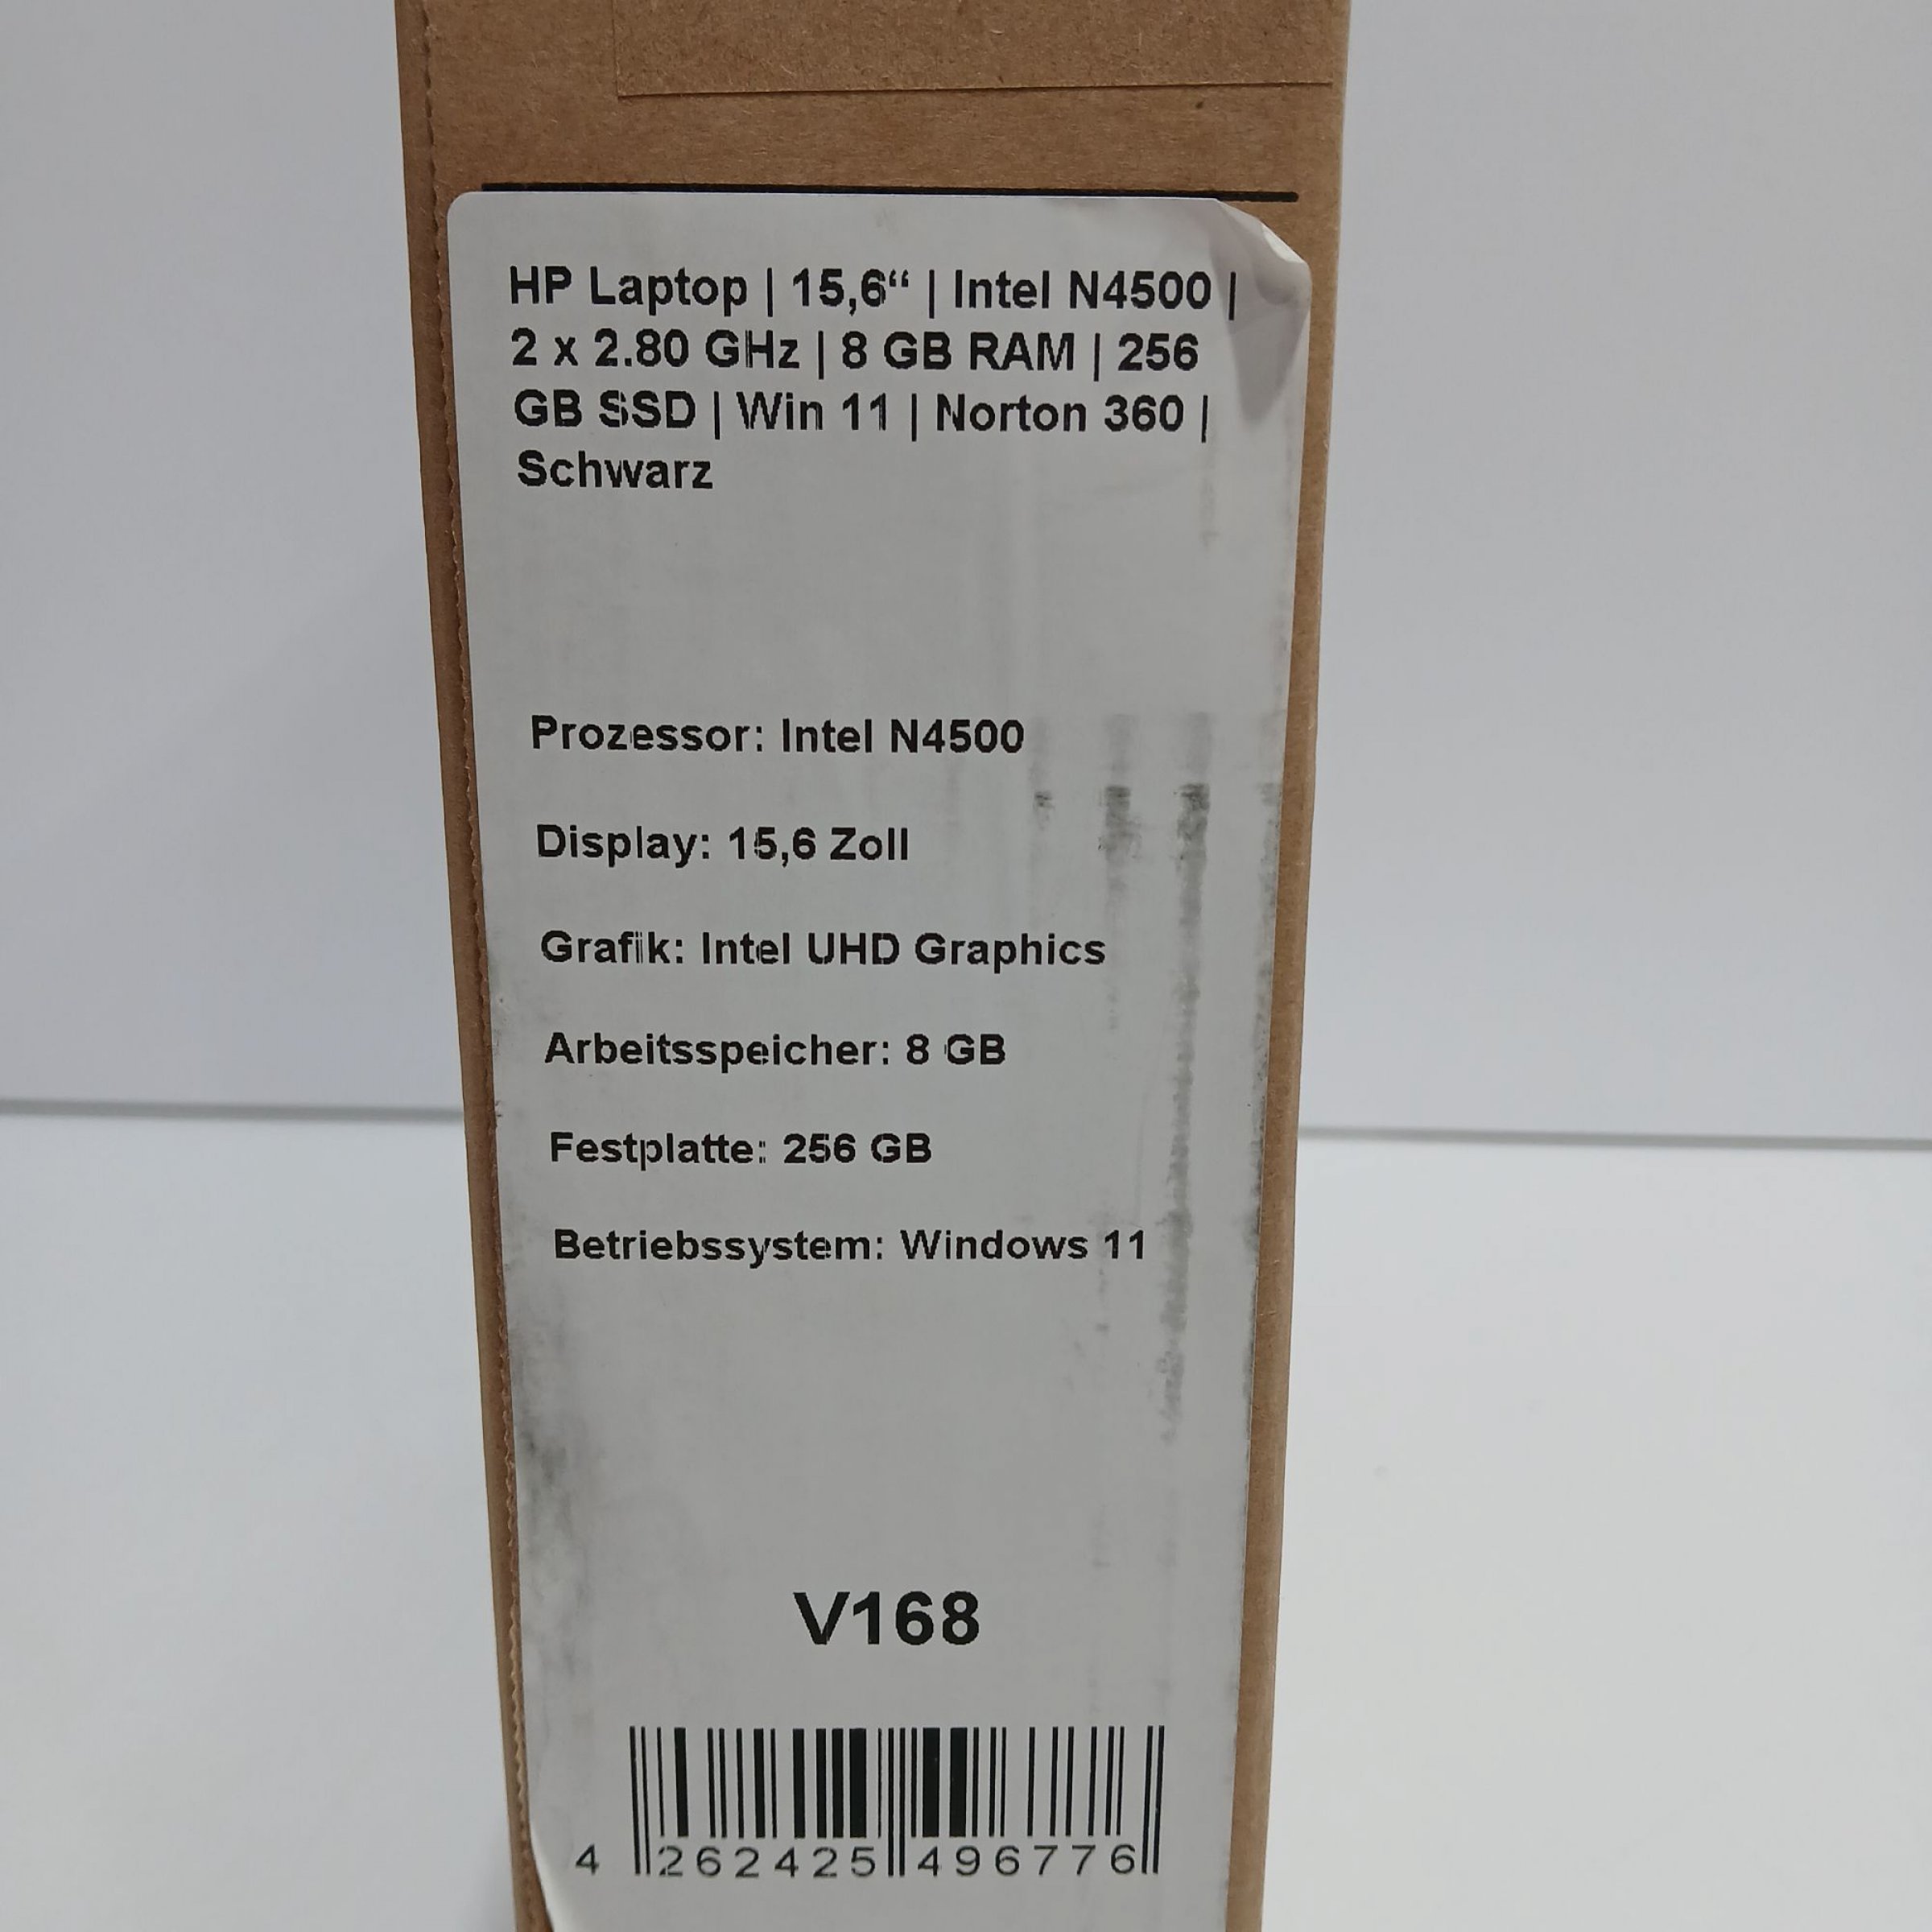 HP Laptop | 15,6“ | Intel N4500 |
2 x 2.80 GHz | 8 GB RAM | 256
GB SSD | Win 11 | Norton 360 |
Schwarz
Prozessor: Intel N4500
Display: 15,6 Zoll
Grafik: Intel UHD Graphics
Arbeitsspeicher: 8 GB
Festplatte: 256 GB
Betriebssystem: Windows 11
V168
4 262425 496776